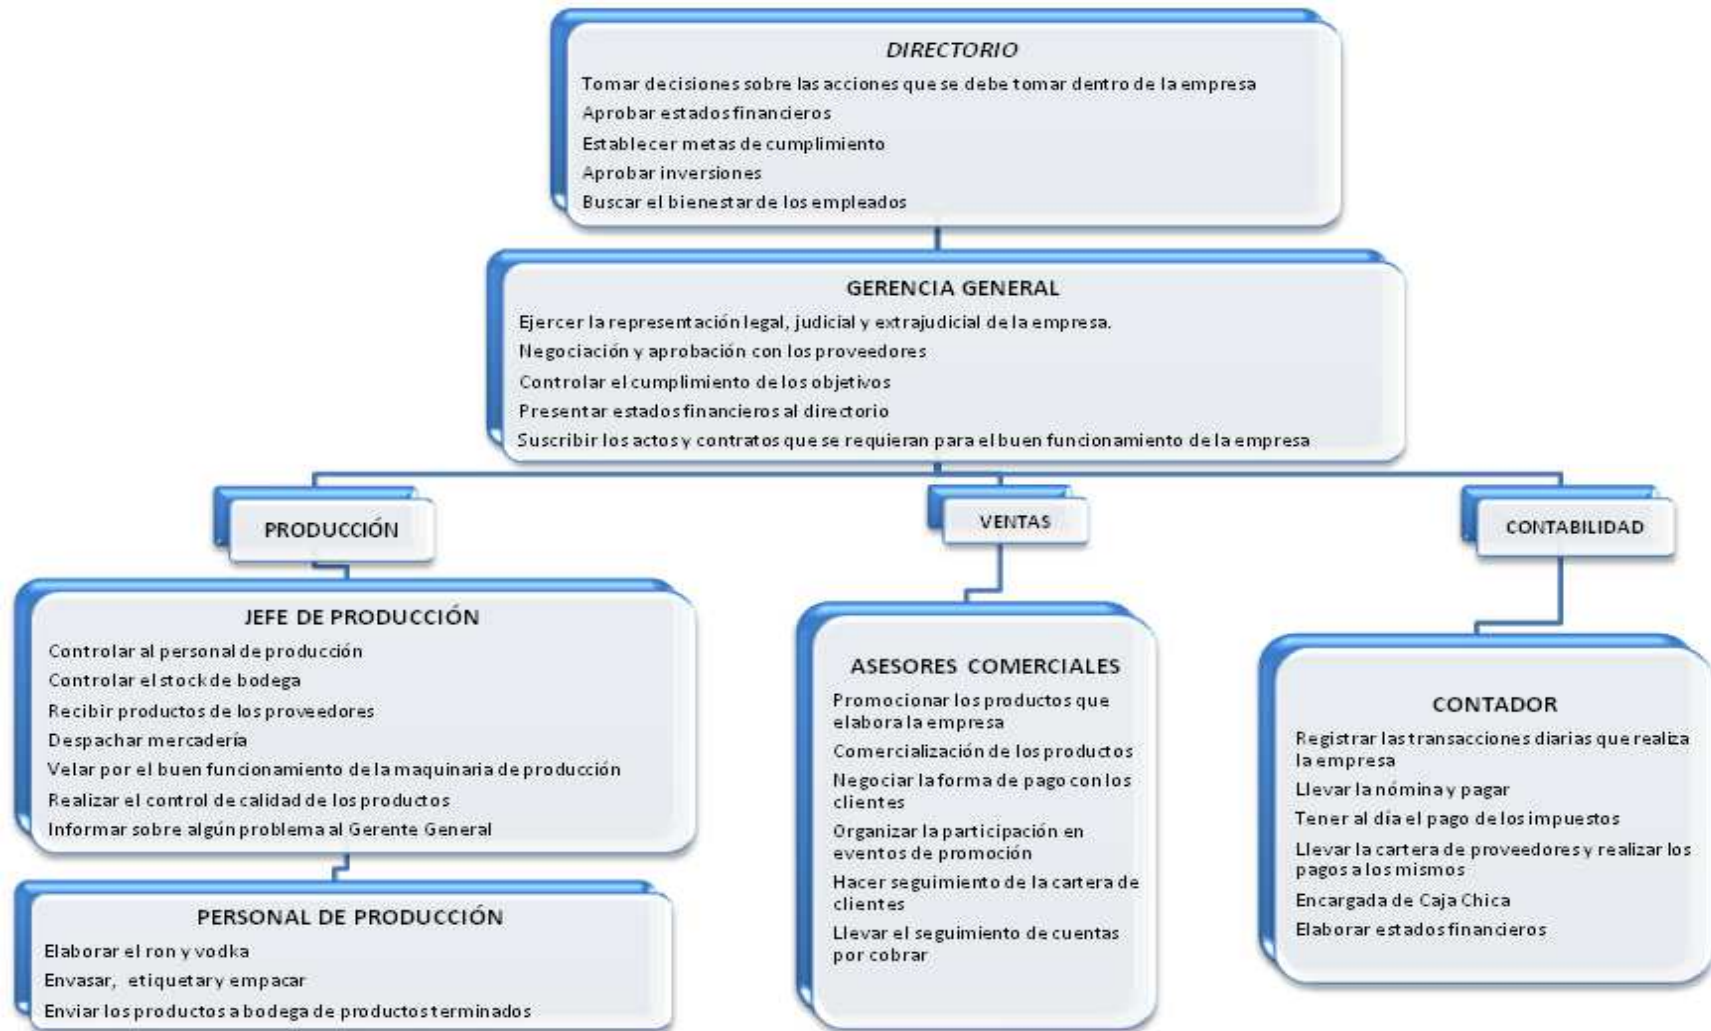 DIRECTORIO
Tomar decisiones sobre las acciones que se debe tomar dentro de la empresa
Aprobar estados financieros
Establecer metas de cumplimiento
Aprobar inversiones
Buscar el bienestar de los empleados
GERENCIA GENERAL
Ejercer la representación legal, judicial y extrajudicial de la empresa.
Negociación y aprobación con los proveedores
Controlar el cumplimiento de los objetivos
Presentar estados financieros al directorio
Suscribir los actos y contratos que se requieran para el buen funcionamiento de la empresa
PRODUCCIÓN
VENTAS
CONTABILIDAD
JEFE DE PRODUCCIÓN
Controlar al personal de producción
Controlar el stock de bodega
Recibir productos de los proveedores
Despachar mercadería
Velar por el buen funcionamiento de la maquinaria de producción
Realizar el control de calidad de los productos
Informar sobre algún problema al Gerente General
PERSONAL DE PRODUCCIÓN
Elaborar el ron y vodka
Envasar, etiquetar y empacar
Enviar los productos a bodega de productos terminados
ASESORES COMERCIALES
Promocionar los productos que
elabora la empresa
Comercialización de los productos
Negociar la forma de pago con los
clientes
Organizar la participación en
eventos de promoción
Hacer seguimiento de la cartera de
clientes
Llevar el seguimiento de cuentas
por cobrar
CONTADOR
Registrar las transacciones diarias que realiza
la empresa
Llevar la nómina y pagar
Tener al día el pago de los impuestos
Llevar la cartera de proveedores y realizar los
pagos a los mismos
Encargada de Caja Chica
Elaborar estados financieros